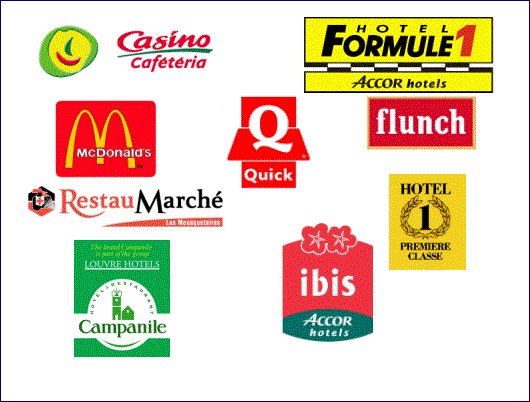 Casino
Cafétéria
HOTEL
FORMULE 1
ACCOR hotels
McDonald's
Q
Quick
flunch
RestauMarché
Les Mousquetaires
HOTEL
1
PREMIERE
CLASSE
The brand Campanile
is part of the group
LOUVRE HOTELS
HOTEL & RESTAURANT
Campanile
ibis
ACCOR
hotels